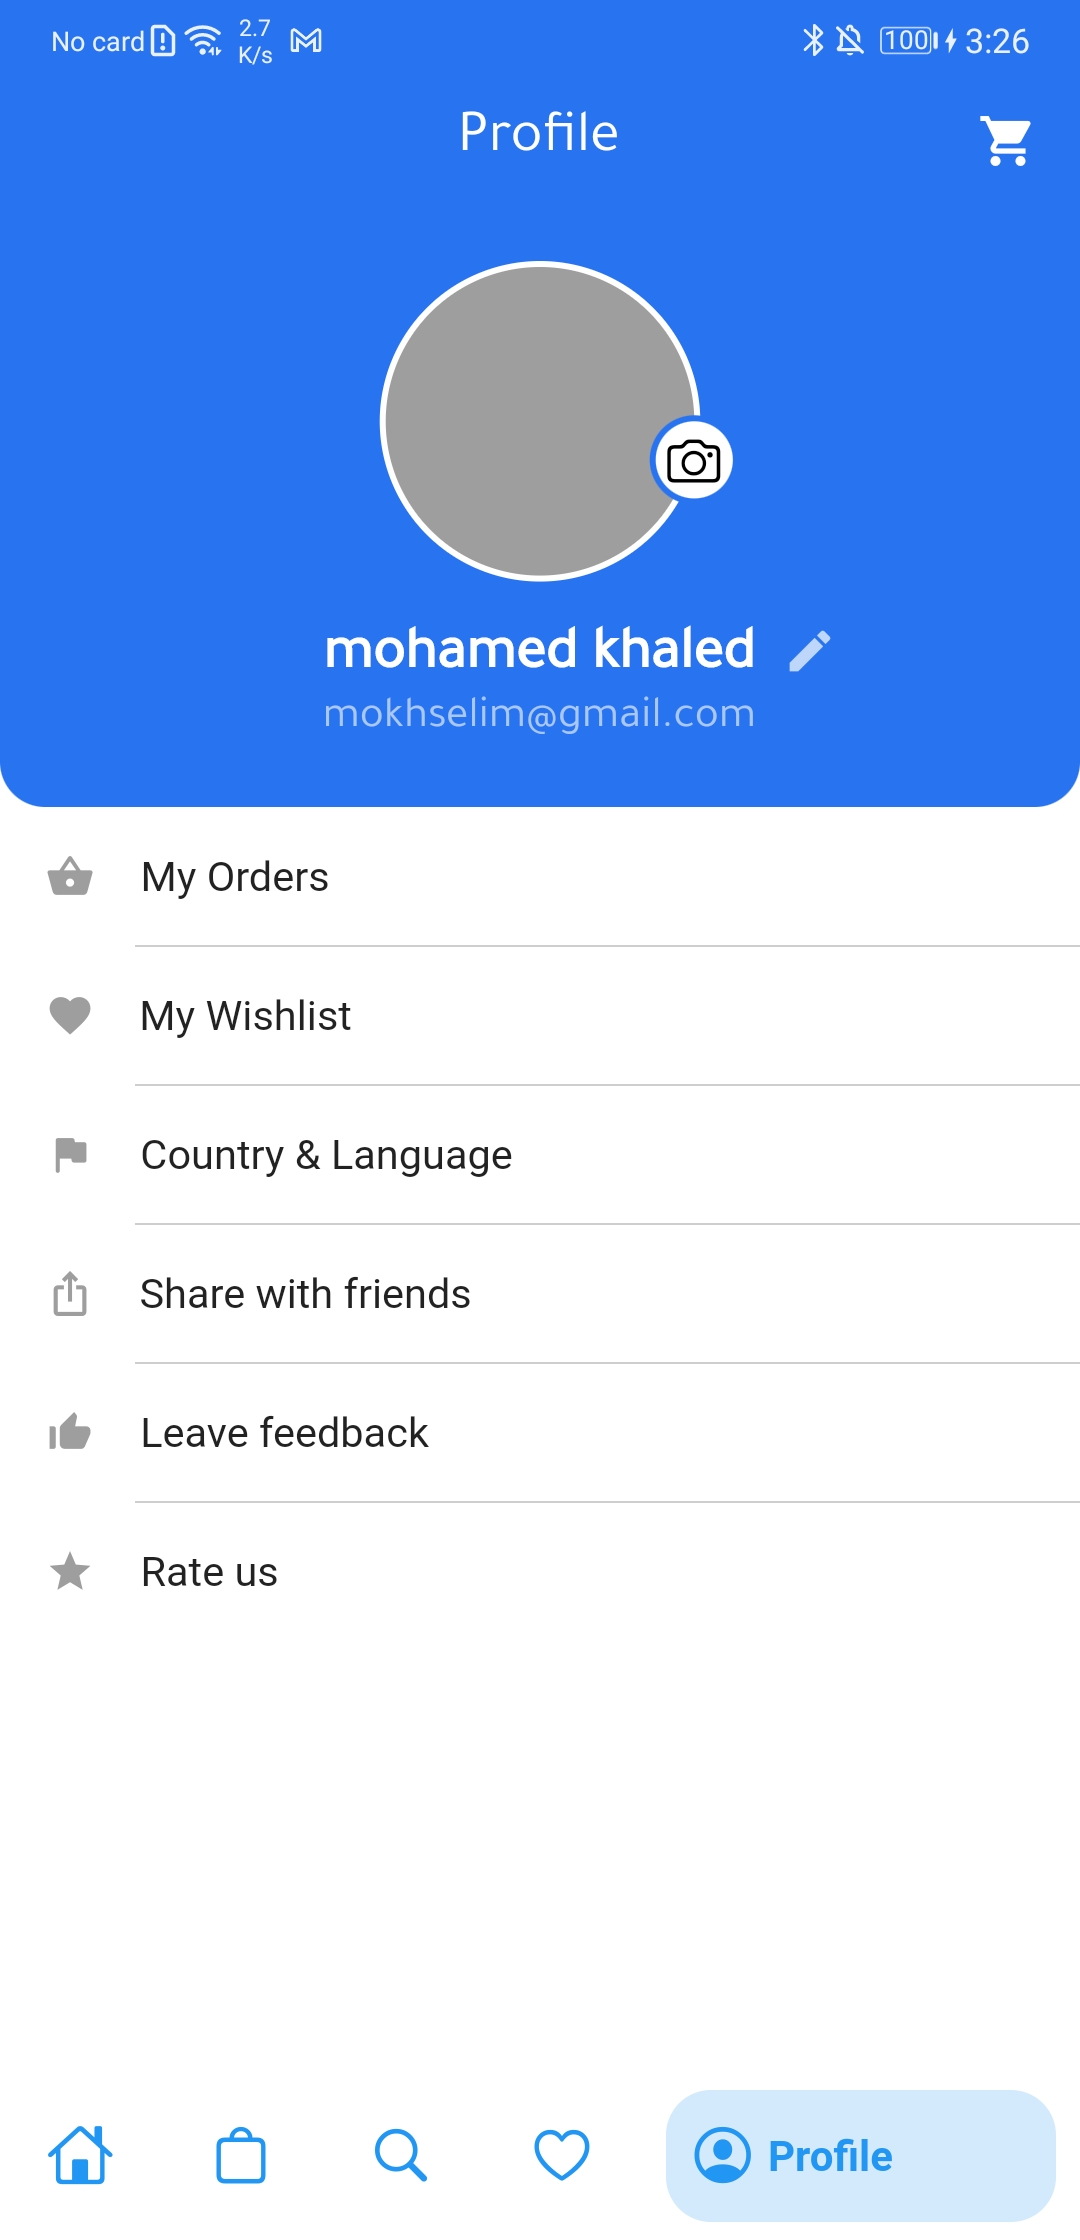 No card 2.7 K/s 100 3:26
Profile
mohamed khaled
mokhselim@gmail.com
My Orders
My Wishlist
Country & Language
Share with friends
Leave feedback
Rate us
Profile